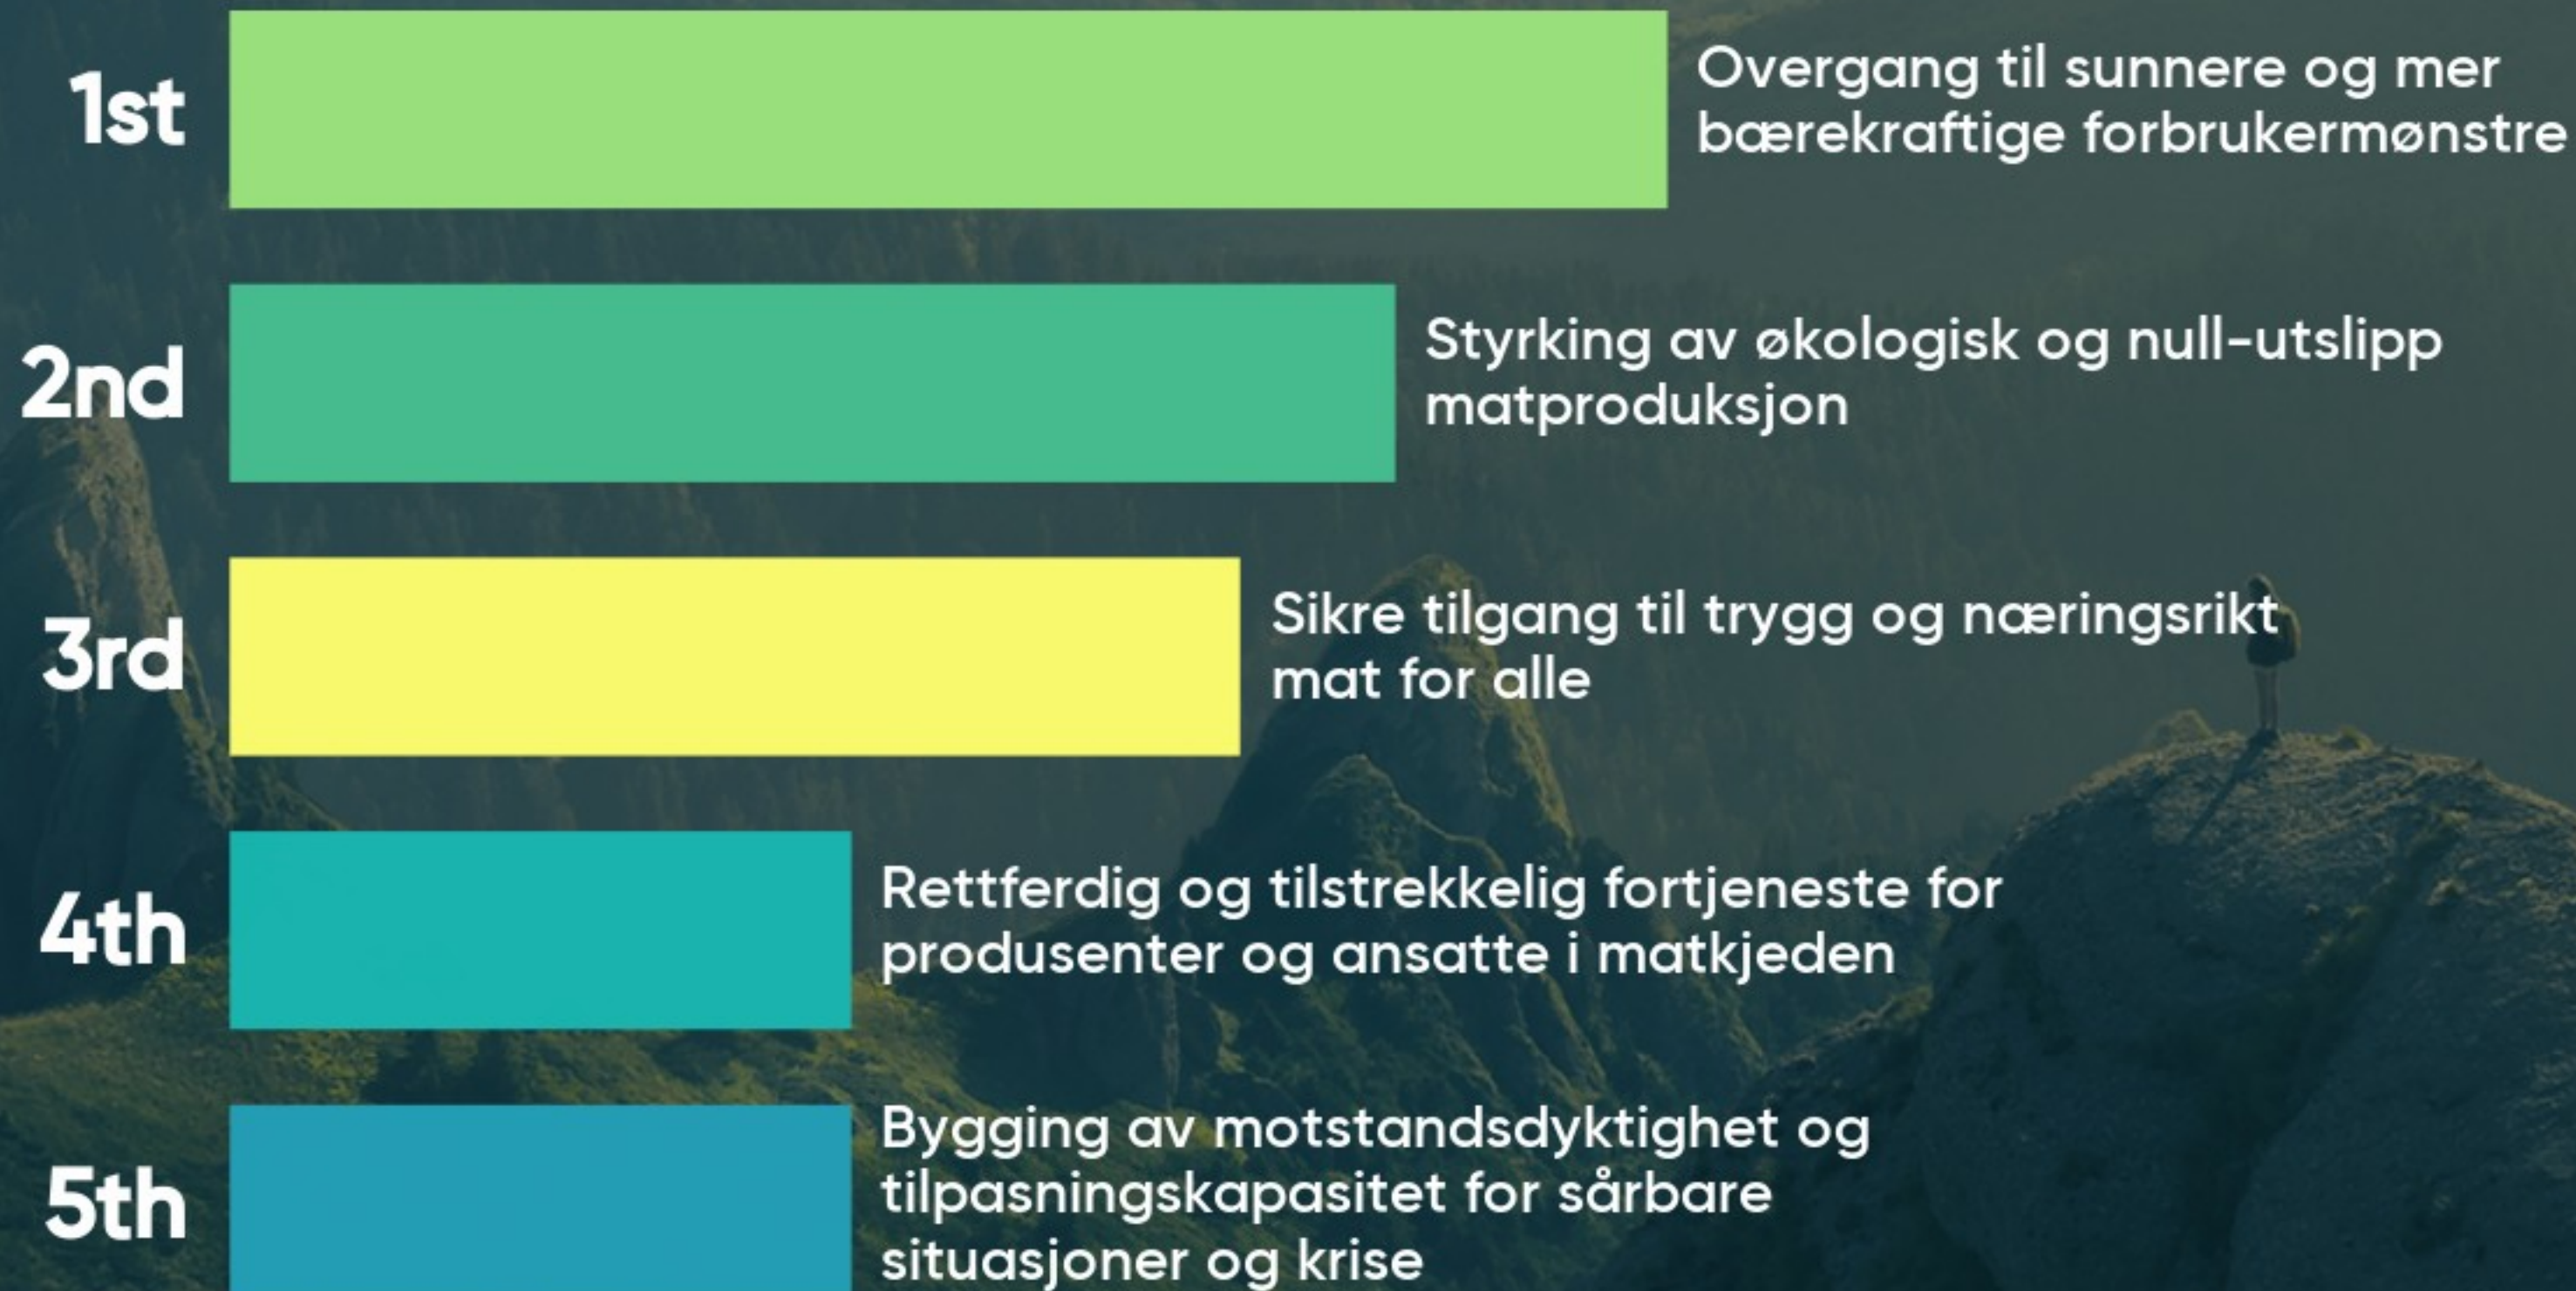 1st
Overgang til sunnere og mer
bærekraftige forbrukermønstre
2nd
Styrking av økologisk og null-utslipp
matproduksjon
3rd
Sikre tilgang til trygg og næringsrikt
mat for alle
4th
Rettferdig og tilstrekkelig fortjeneste for
produsenter og ansatte i matkjeden
5th
Bygging av motstandsdyktighet og
tilpasningskapasitet for sårbare
situasjoner og krise